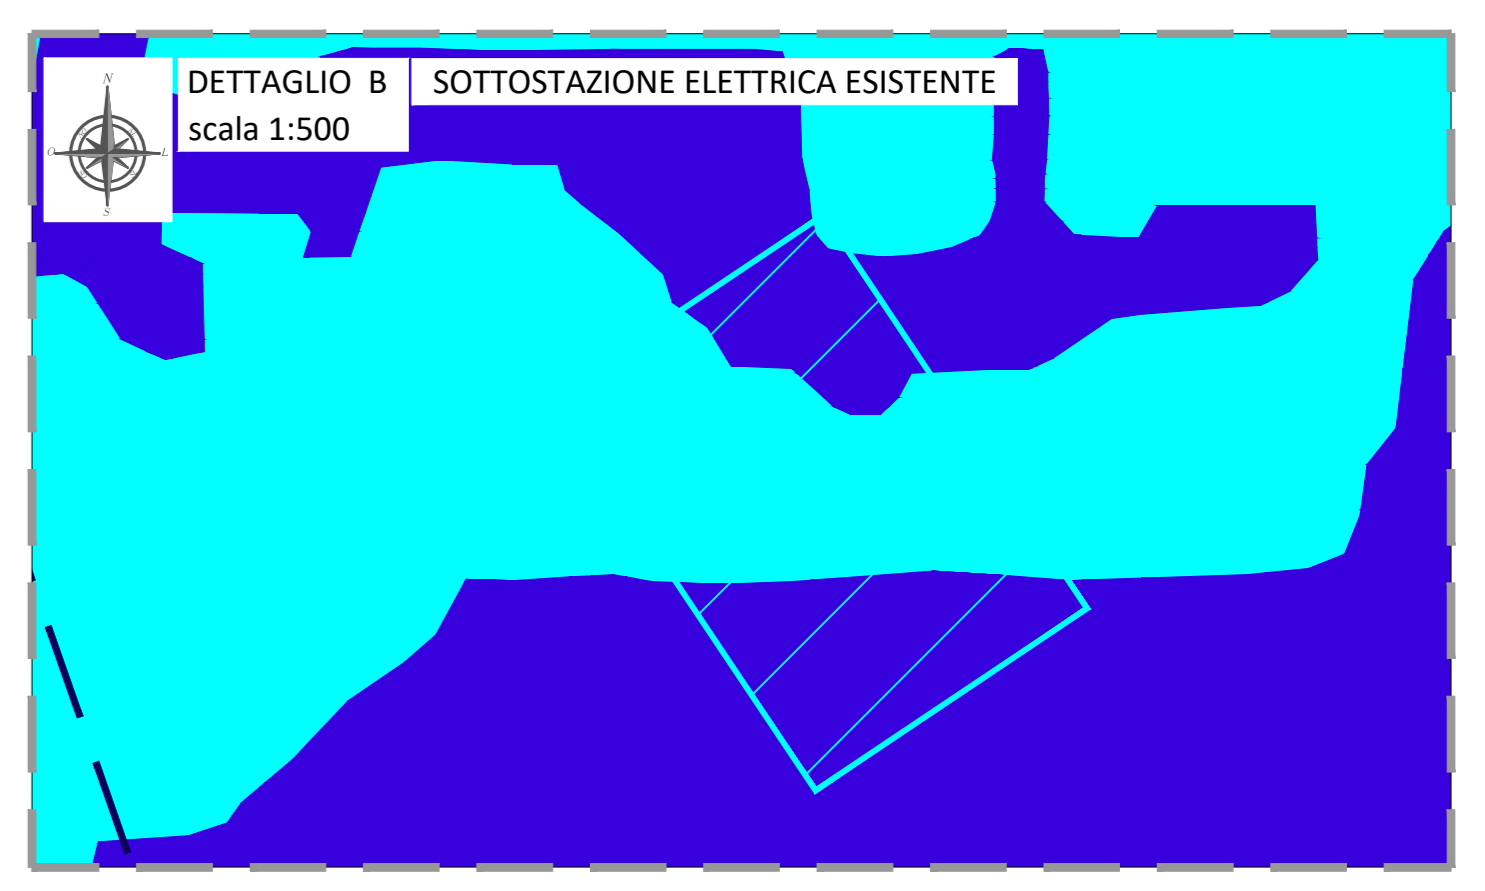 N
O L
S
DETTAGLIO B
scala 1:500
SOTTOSTAZIONE ELETTRICA ESISTENTE